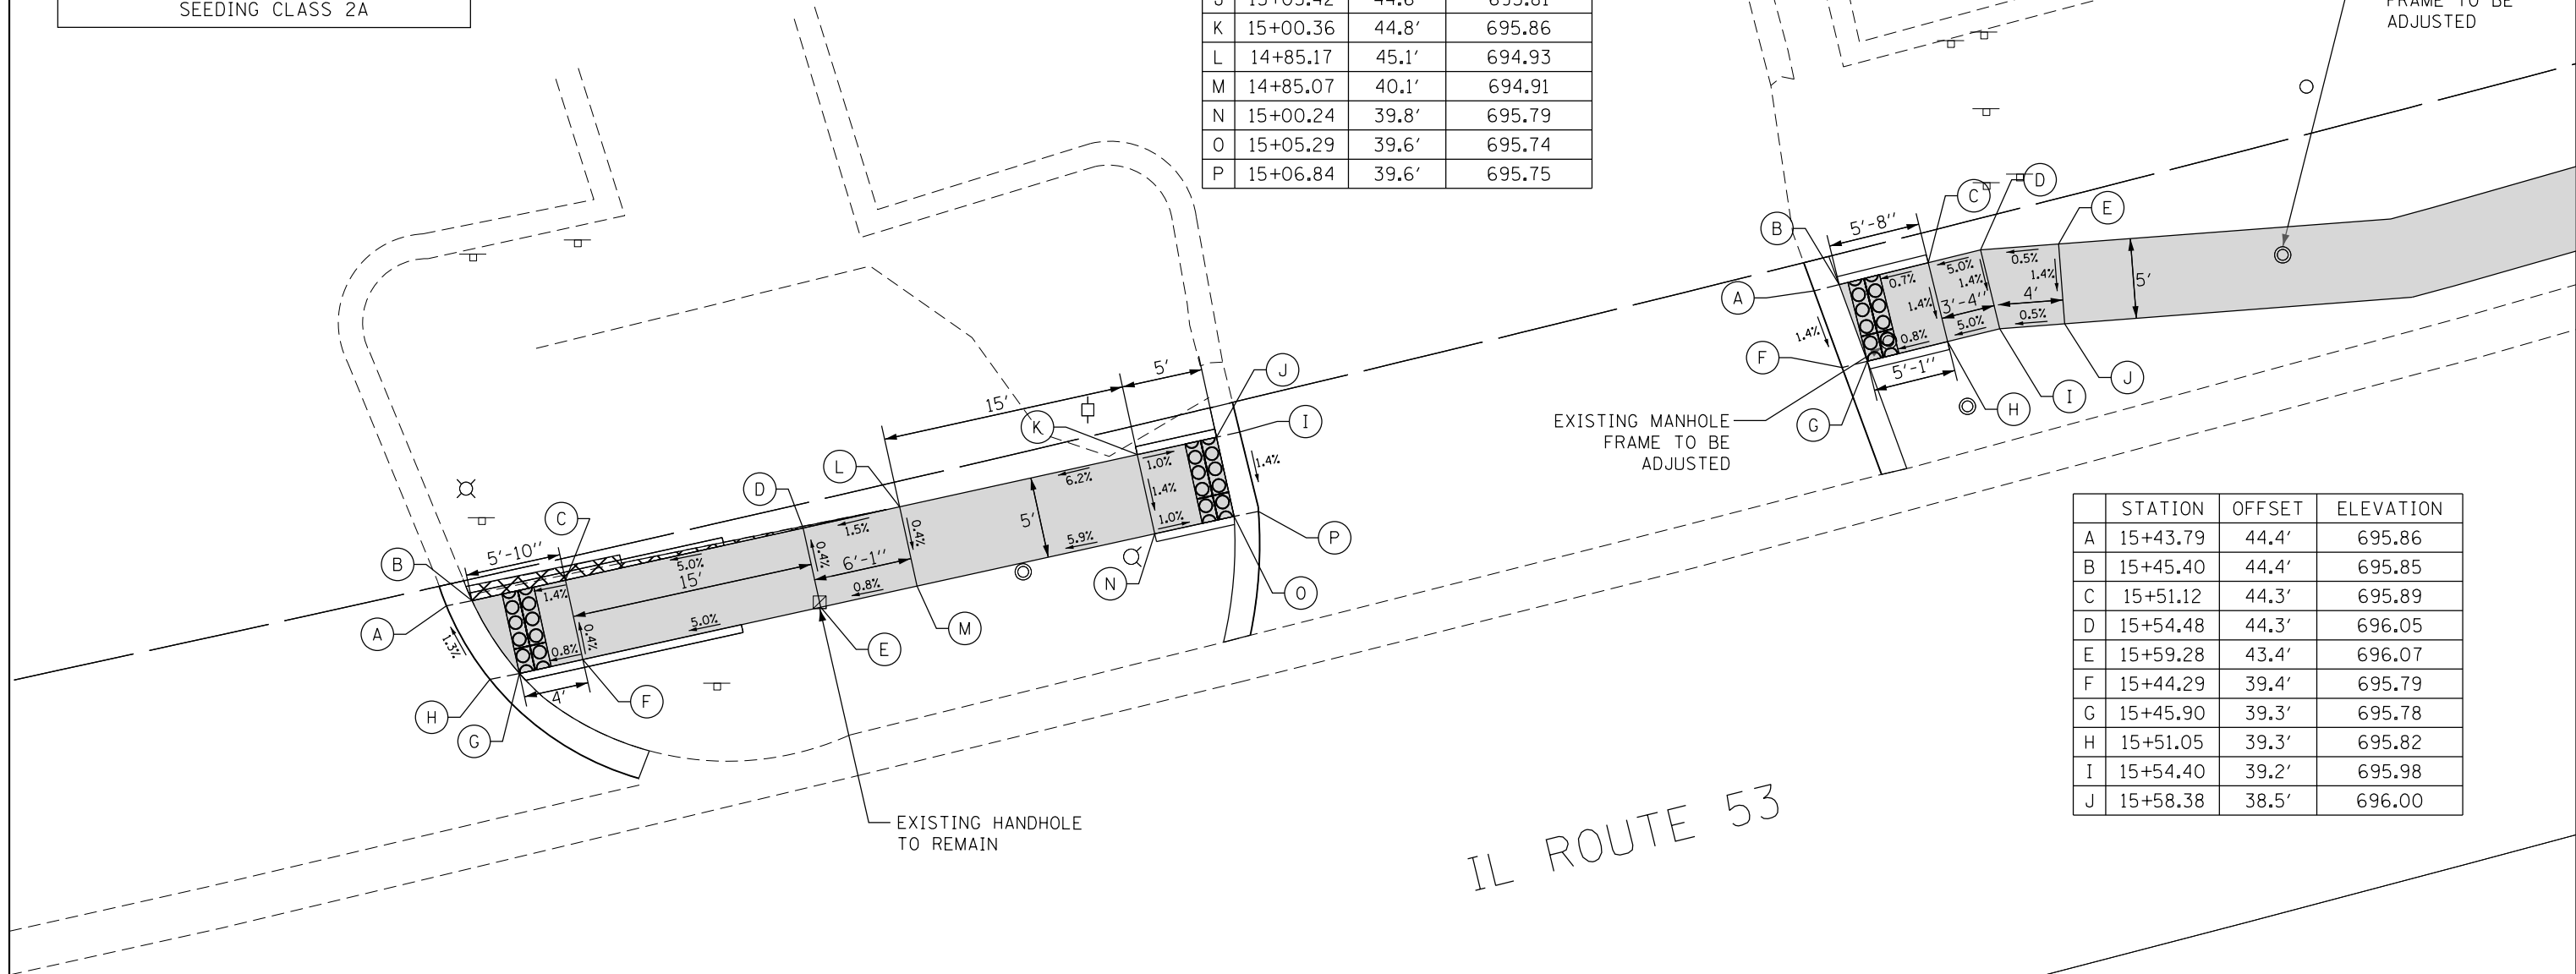 SEEDING CLASS 2A
J 15+05.42 44.6' 695.81
K 15+00.36 44.8' 695.86
L 14+85.17 45.1' 694.93
M 14+85.07 40.1' 694.91
N 15+00.24 39.8' 695.79
O 15+05.29 39.6' 695.74
P 15+06.84 39.6' 695.75
FRAME TO BE
ADJUSTED
B
5'-8"
C
D
E
A
0.7%
5.0%
0.5%
1.4%
1.4%
1.4%
3'-4"
4'
5'
1.4%
0.8%
5.0%
0.5%
F
5'-1"
G
H
I
J
EXISTING MANHOLE
FRAME TO BE
ADJUSTED
15'
5'
J
K
I
L
6.2%
1.0%
1.4%
1.4%
D
5'
1.0%
P
C
1.5%
0.4%
5.9%
B
5'-10"
5.0%
0.4%
6'-1"
15'
0.8%
N
O
A
1.4%
5.0%
M
1.3%
0.8%
0.4%
E
4'
F
H
G
EXISTING HANDHOLE
TO REMAIN
IL ROUTE 53
STATION OFFSET ELEVATION
A 15+43.79 44.4' 695.86
B 15+45.40 44.4' 695.85
C 15+51.12 44.3' 695.89
D 15+54.48 44.3' 696.05
E 15+59.28 43.4' 696.07
F 15+44.29 39.4' 695.79
G 15+45.90 39.3' 695.78
H 15+51.05 39.3' 695.82
I 15+54.40 39.2' 695.98
J 15+58.38 38.5' 696.00